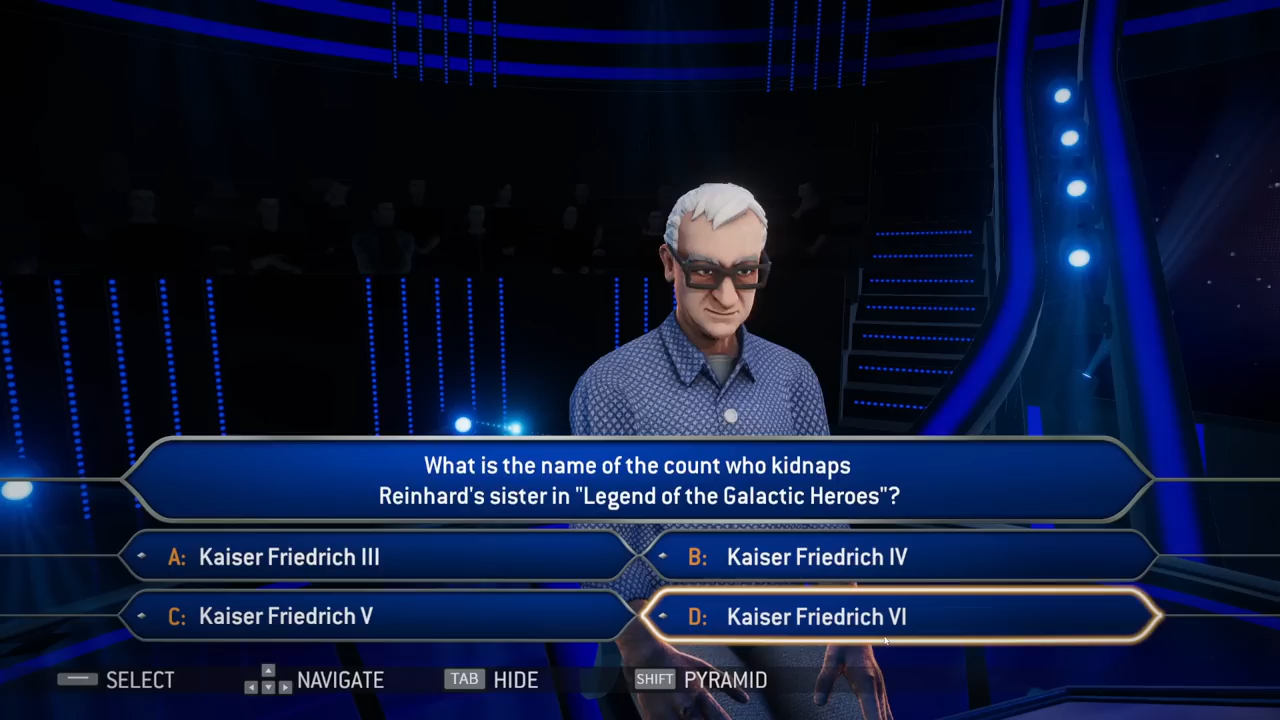 What is the name of the count who kidnaps
Reinhard's sister in "Legend of the Galactic Heroes"?
A: Kaiser Friedrich III
B: Kaiser Friedrich IV
C: Kaiser Friedrich V
D: Kaiser Friedrich VI
SELECT
NAVIGATE
TAB HIDE
SHIFT PYRAMID